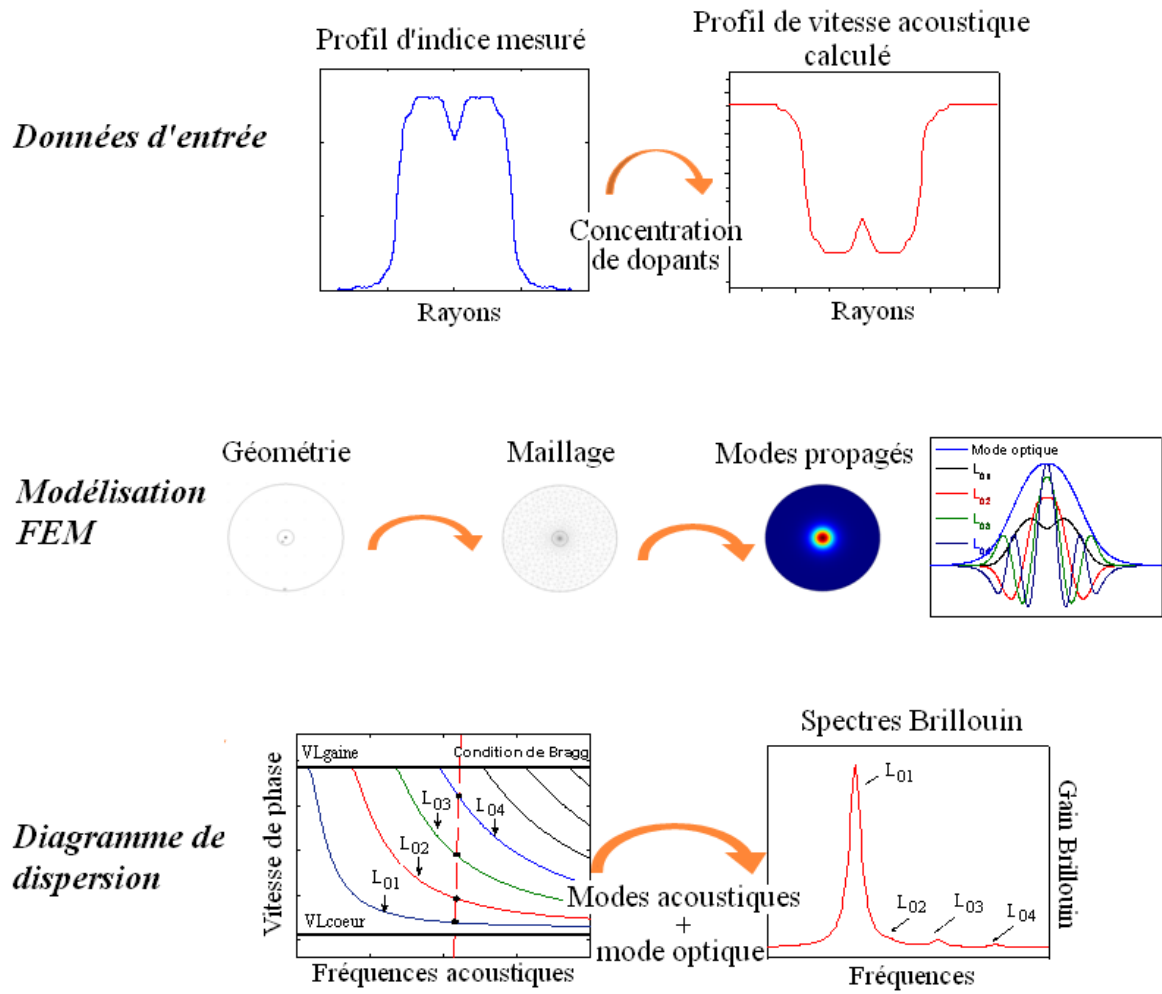 Profil d'indice mesuré
Profil de vitesse acoustique
calculé
Données d'entrée
Concentration
de dopants
Rayons
Rayons
Géométrie
Maillage
Modes propagés
Modélisation
FEM
Mode optique
L01
L02
L03
L04
Spectres Brillouin
VLgaine
Condition de Bragg
L03
L04
L02
L01
VLcoeur
Vitesse de phase
Fréquences acoustiques
Diagramme de
dispersion
Modes acoustiques
+
mode optique
L01
L02
L03
L04
Gain Brillouin
Fréquences